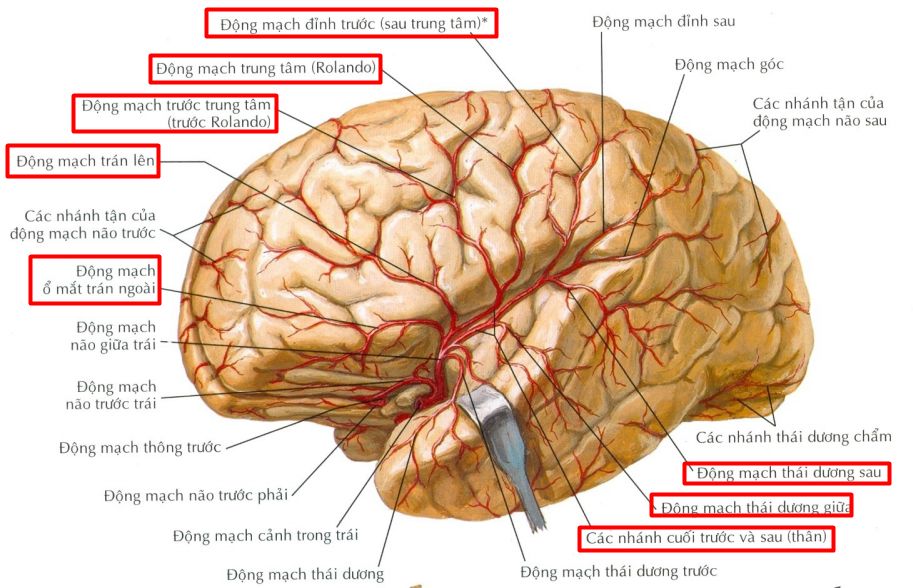 Động mạch đỉnh trước (sau trung tâm)*
Động mạch đỉnh sau
Động mạch trung tâm (Rolando)
Động mạch góc
Động mạch trước trung tâm
(trước Rolando)
Các nhánh tận của
động mạch não sau
Động mạch trán lên
Các nhánh tận của
động mạch não trước
Động mạch
ổ mắt trán ngoài
Động mạch
não giữa trái
Động mạch
não trước trái
Động mạch thông trước
Động mạch não trước phải
Động mạch cảnh trong trái
Động mạch thái dương
Các nhánh thái dương chẩm
Động mạch thái dương sau
Động mạch thái dương giữa
Các nhánh cuối trước và sau (thân)
Động mạch thái dương trước